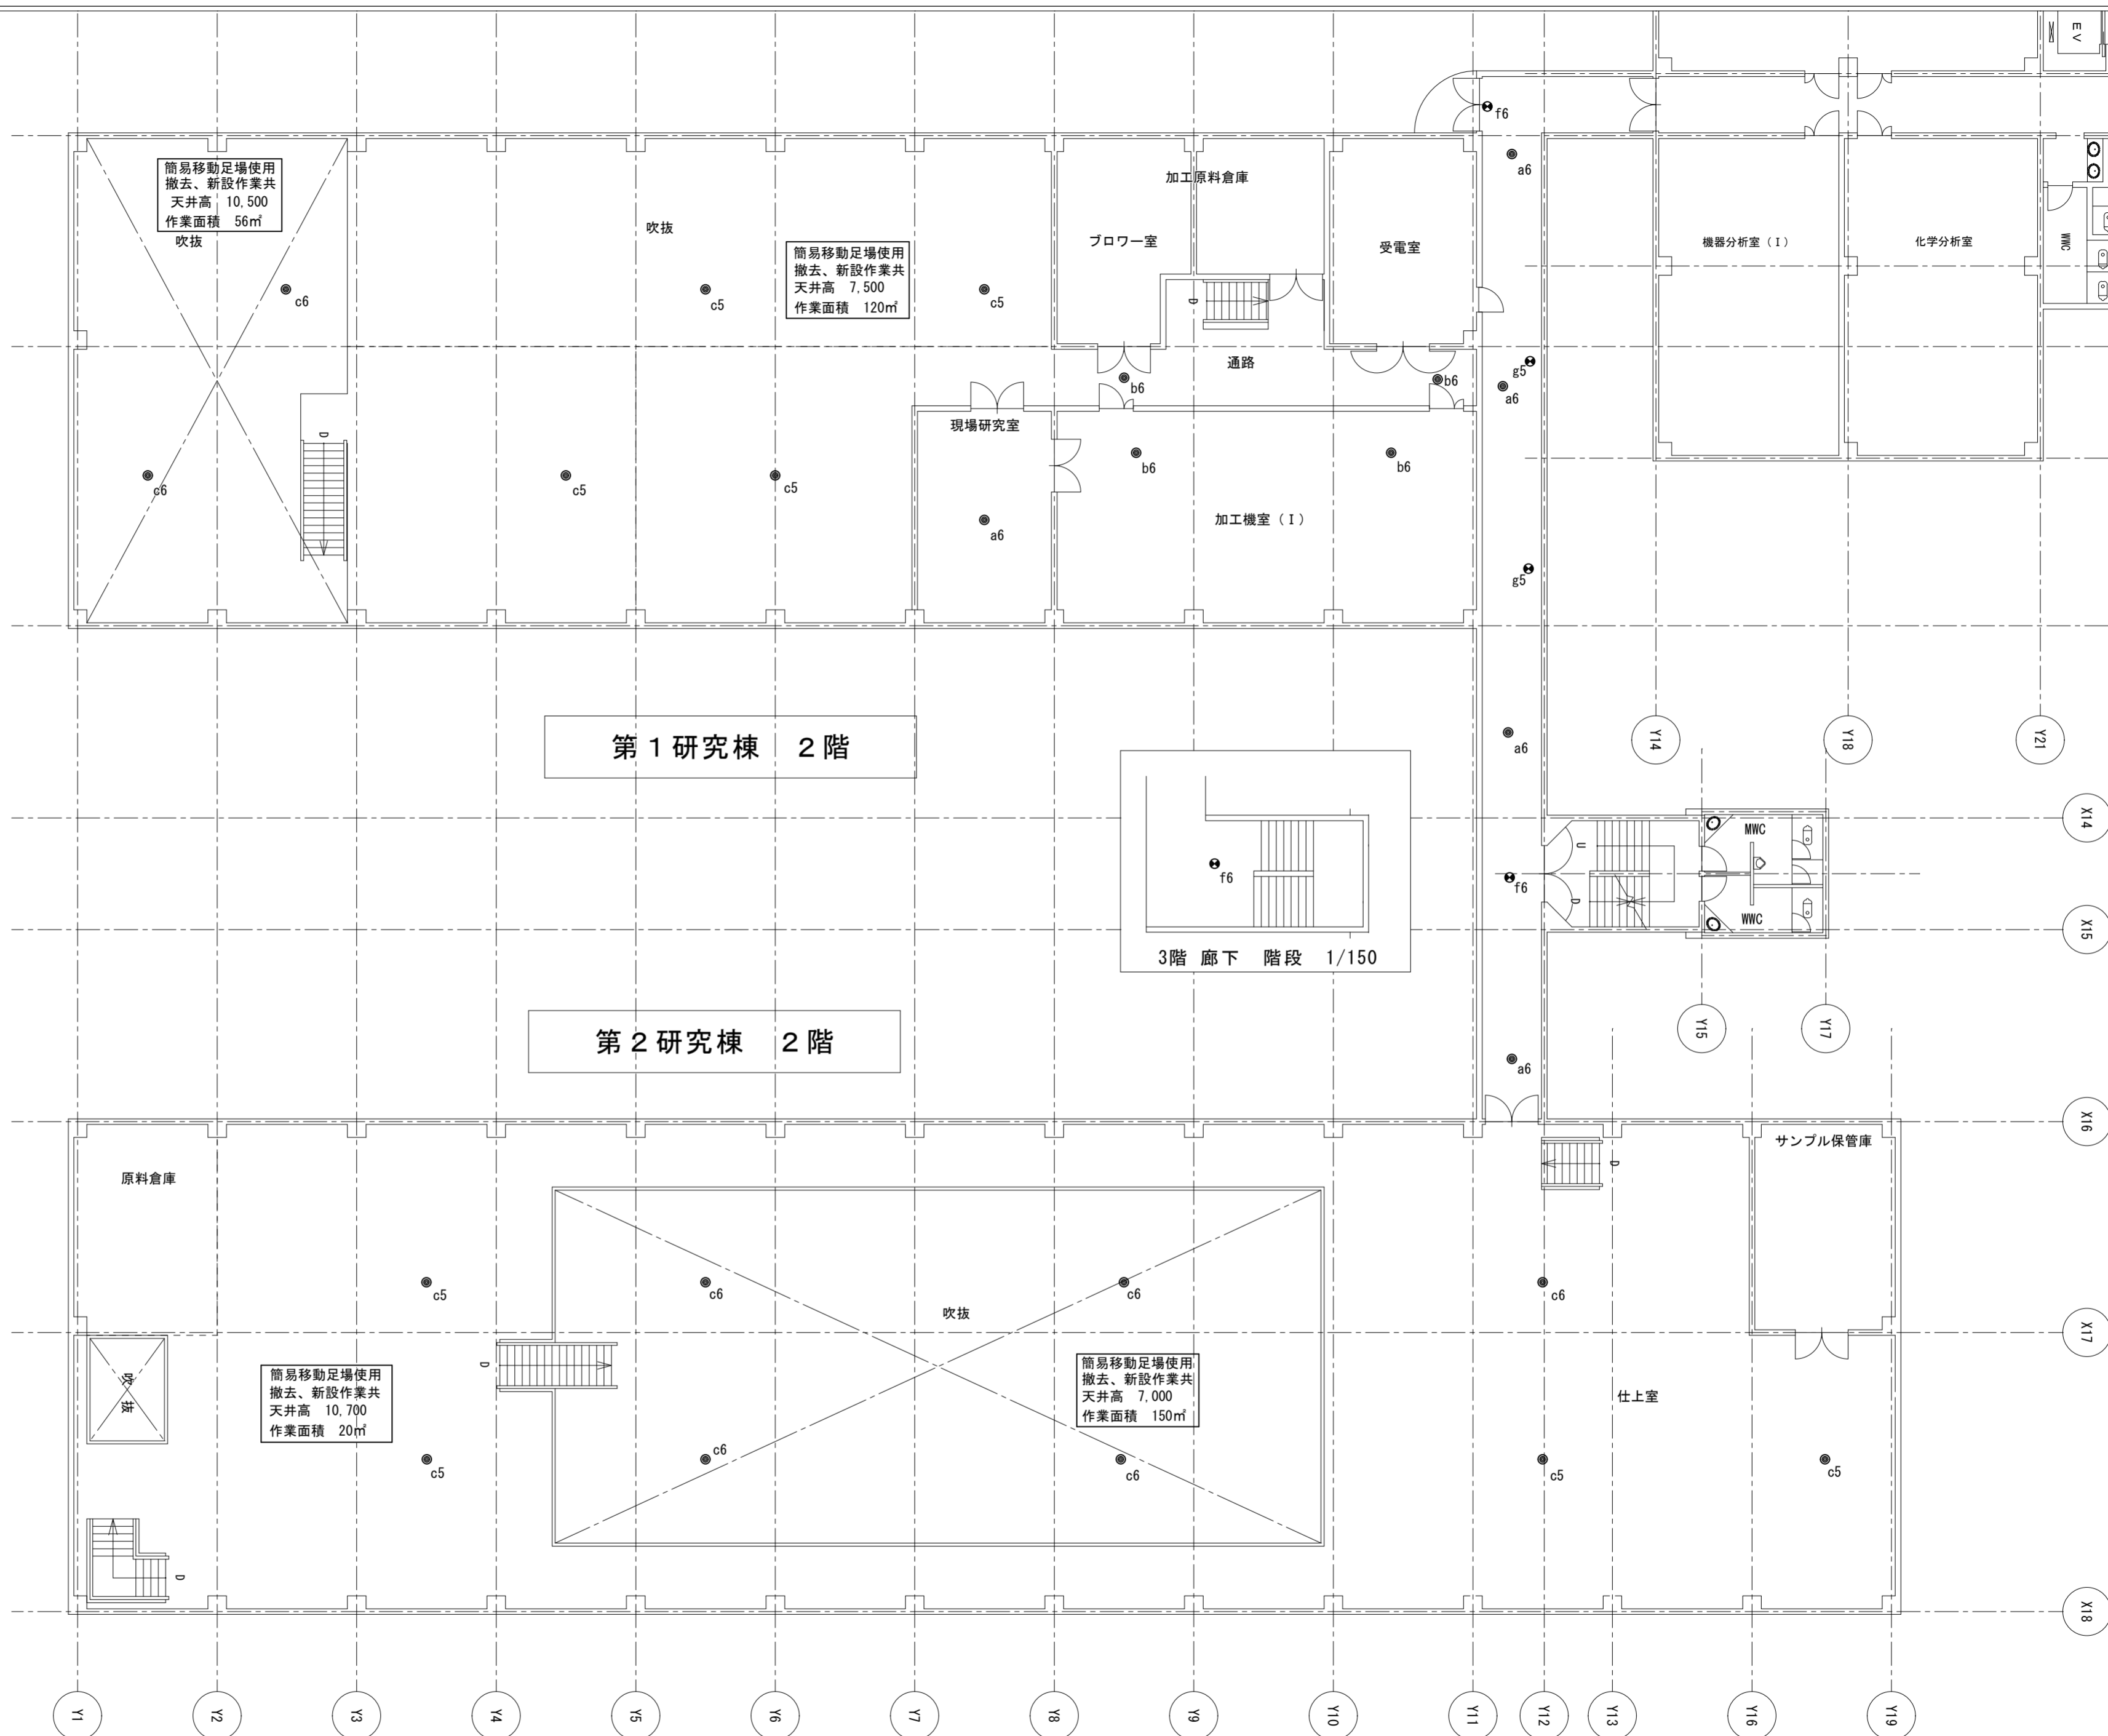 EV
f6
a6
簡易移動足場使用
撤去、新設作業共
天井高 10,500
作業面積 56㎡
吹抜
吹抜
簡易移動足場使用
撤去、新設作業共
天井高 7,500
作業面積 120㎡
ブロワー室
加工原料倉庫
受電室
機器分析室(Ⅰ)
化学分析室
WWC
c6
c5
c5
D
通路
b6
b6
g5
a6
現場研究室
D
c6
c5
c5
b6
b6
a6
加工機室(Ⅰ)
g5
第1研究棟 2階
a6
Y14
Y18
Y21
X14
f6
3階 廊下 階段 1/150
U
D
f6
MWC
WWC
X15
第2研究棟 2階
Y15
Y17
a6
X16
原料倉庫
D
サンプル保管庫
c5
c6
c6
c6
吹抜
X17
吹抜
簡易移動足場使用
撤去、新設作業共
天井高 10,700
作業面積 20㎡
D
簡易移動足場使用
撤去、新設作業共
天井高 7,000
作業面積 150㎡
仕上室
c5
c6
c6
c5
c5
D
X18
Y1
Y2
Y3
Y4
Y5
Y6
Y7
Y8
Y9
Y10
Y11
Y12
Y13
Y16
Y19